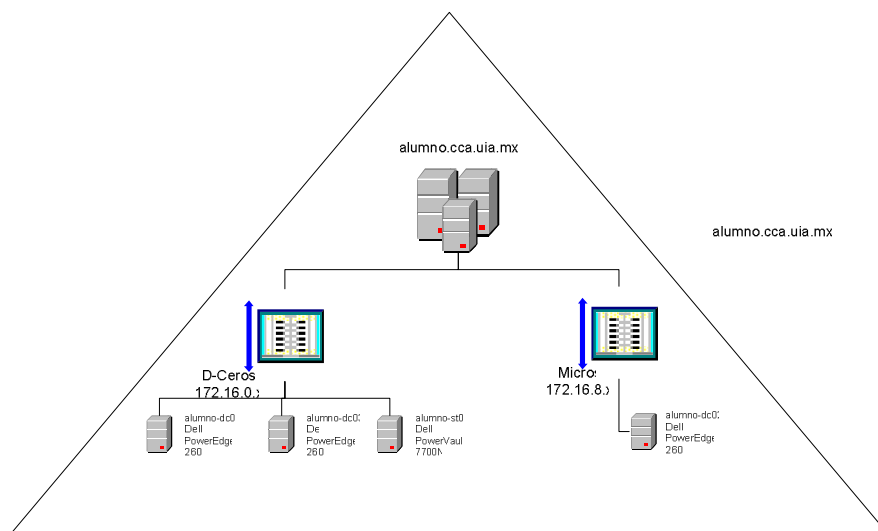 alumno.cca.uia.mx
alumno.cca.uia.mx
D-Ceros
172.16.0.x
Micros
172.16.8.x
alumno-dc0
Dell
PowerEdge
260
alumno-dc0
De
PowerEdge
260
alumno-st0
Dell
PowerVaul
7700N
alumno-dc0
Dell
PowerEdge
260